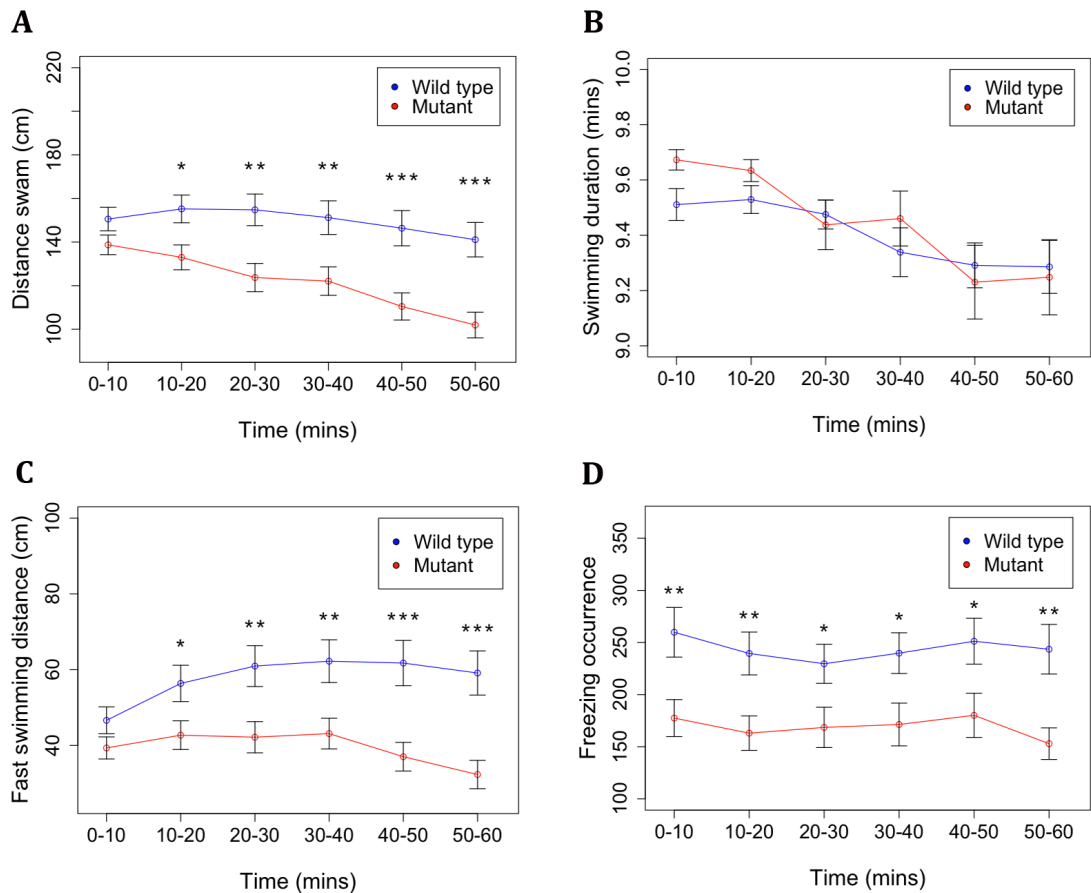 A
Distance swam (cm)
220
180
140
100
Wild type
Mutant
* ** ** *** ***
0-10 10-20 20-30 30-40 40-50 50-60
Time (mins)
B
Swimming duration (mins)
10.0
9.8
9.6
9.4
9.2
9.0
Wild type
Mutant
0-10 10-20 20-30 30-40 40-50 50-60
Time (mins)
C
Fast swimming distance (cm)
100
80
60
40
Wild type
Mutant
* ** ** *** ***
0-10 10-20 20-30 30-40 40-50 50-60
Time (mins)
D
Freezing occurrence
350
300
250
200
150
100
Wild type
Mutant
** ** * * * **
0-10 10-20 20-30 30-40 40-50 50-60
Time (mins)